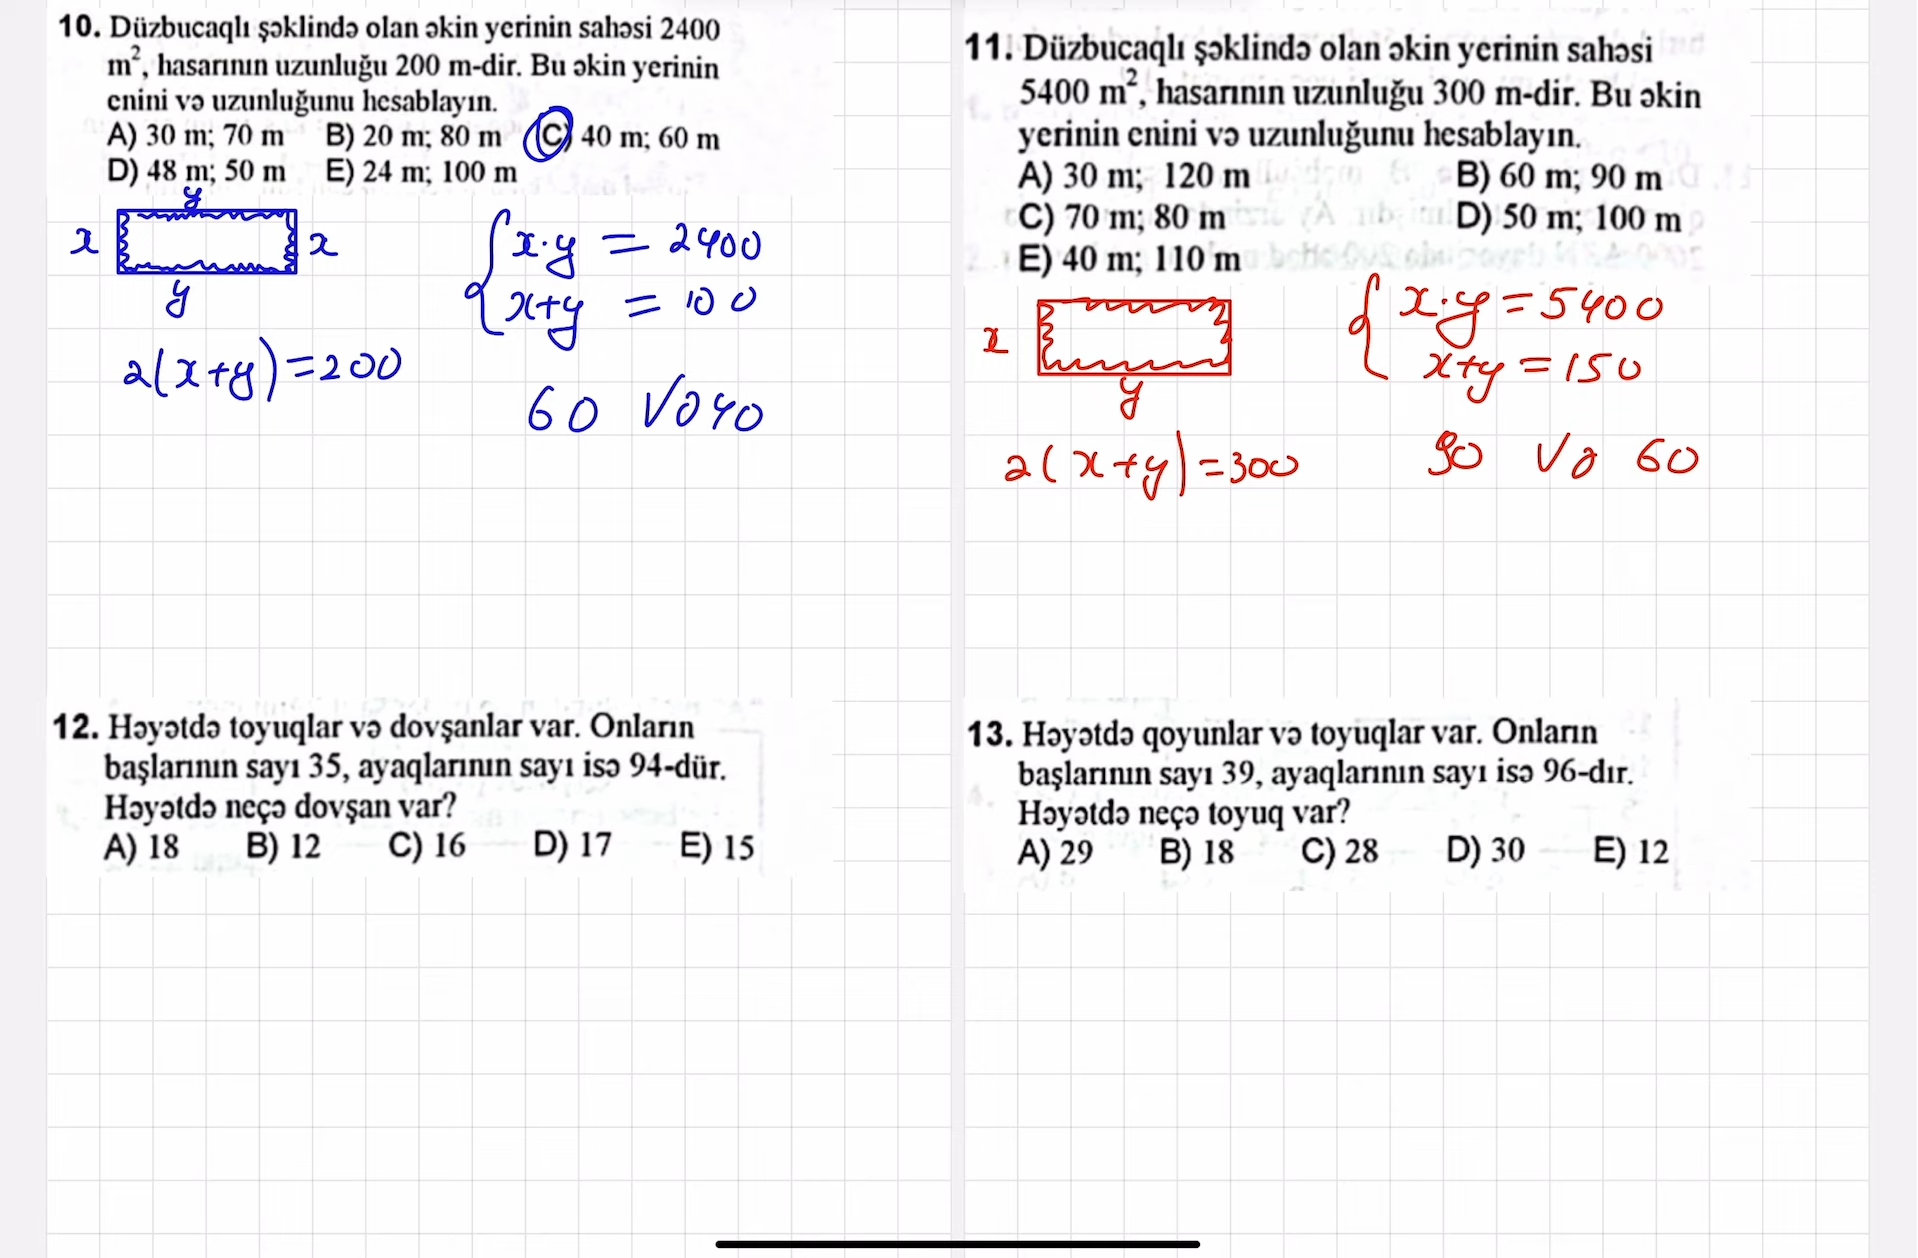 10. Düzbucaqlı şəklində olan əkin yerinin sahəsi 2400
m², hasarının uzunluğu 200 m-dir. Bu əkin yerinin
enini və uzunluğunu hesablayın.
A) 30 m; 70 m B) 20 m; 80 m C) 40 m; 60 m
D) 48 m; 50 m E) 24 m; 100 m
y
x x
y
x·y = 2400
x+y = 100
2(x+y)=200
60 və 40
11. Düzbucaqlı şəklində olan əkin yerinin sahəsi
5400 m², hasarının uzunluğu 300 m-dir. Bu əkin
yerinin enini və uzunluğunu hesablayın.
A) 30 m; 120 m B) 60 m; 90 m
C) 70 m; 80 m D) 50 m; 100 m
E) 40 m; 110 m
x
y
x·y=5400
x+y=150
2(x+y)=300
90 və 60
12. Həyətdə toyuqlar və dovşanlar var. Onların
başlarının sayı 35, ayaqlarının sayı isə 94-dür.
Həyətdə neçə dovşan var?
A) 18 B) 12 C) 16 D) 17 E) 15
13. Həyətdə qoyunlar və toyuqlar var. Onların
başlarının sayı 39, ayaqlarının sayı isə 96-dır.
Həyətdə neçə toyuq var?
A) 29 B) 18 C) 28 D) 30 E) 12